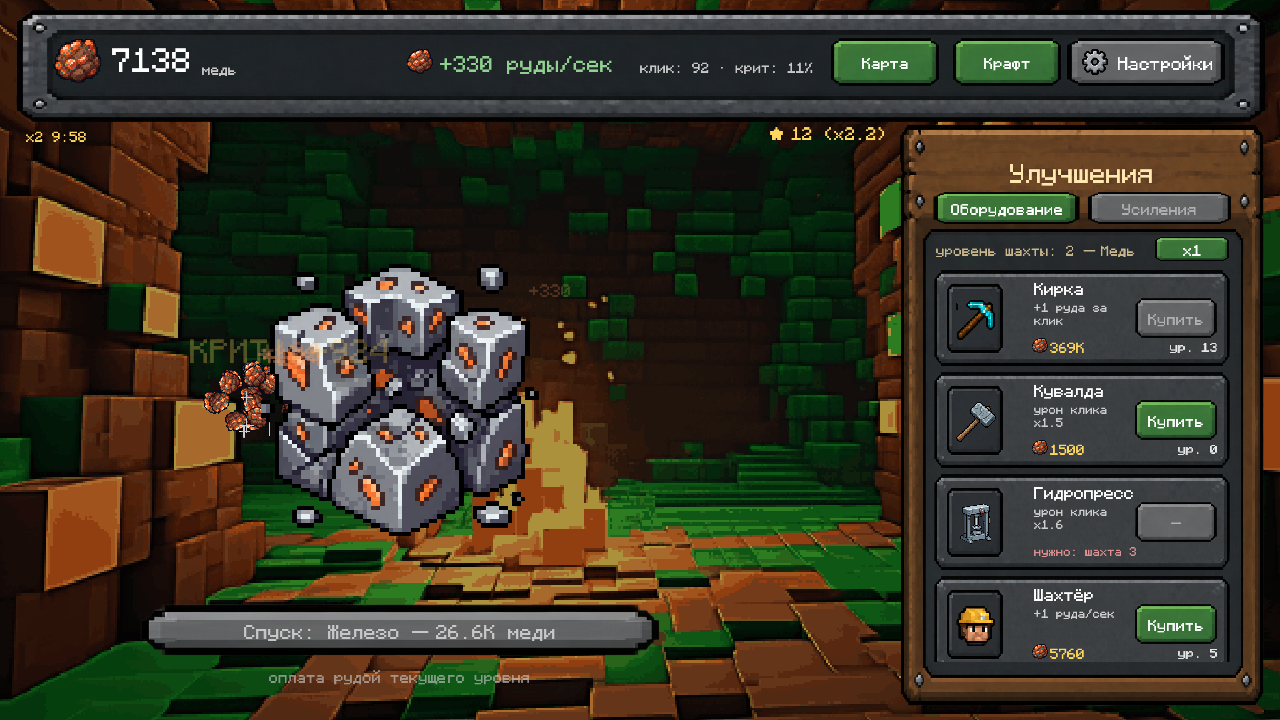 7138 медь
+330 руды/сек
клик: 92 · крит: 11%
Карта
Крафт
Настройки
x2 9:58
12 (x2.2)
+330
Улучшения
Оборудование
Усиления
уровень шахты: 2 — Медь
x1
Кирка
+1 руда за
клик
369K
Купить
ур. 13
Кувалда
урон клика
x1.5
1500
Купить
ур. 0
Гидропресс
урон клика
x1.6
нужно: шахта 3
—
Шахтёр
+1 руда/сек
5760
Купить
ур. 5
Спуск: Железо — 26.6K меди
оплата рудой текущего уровня